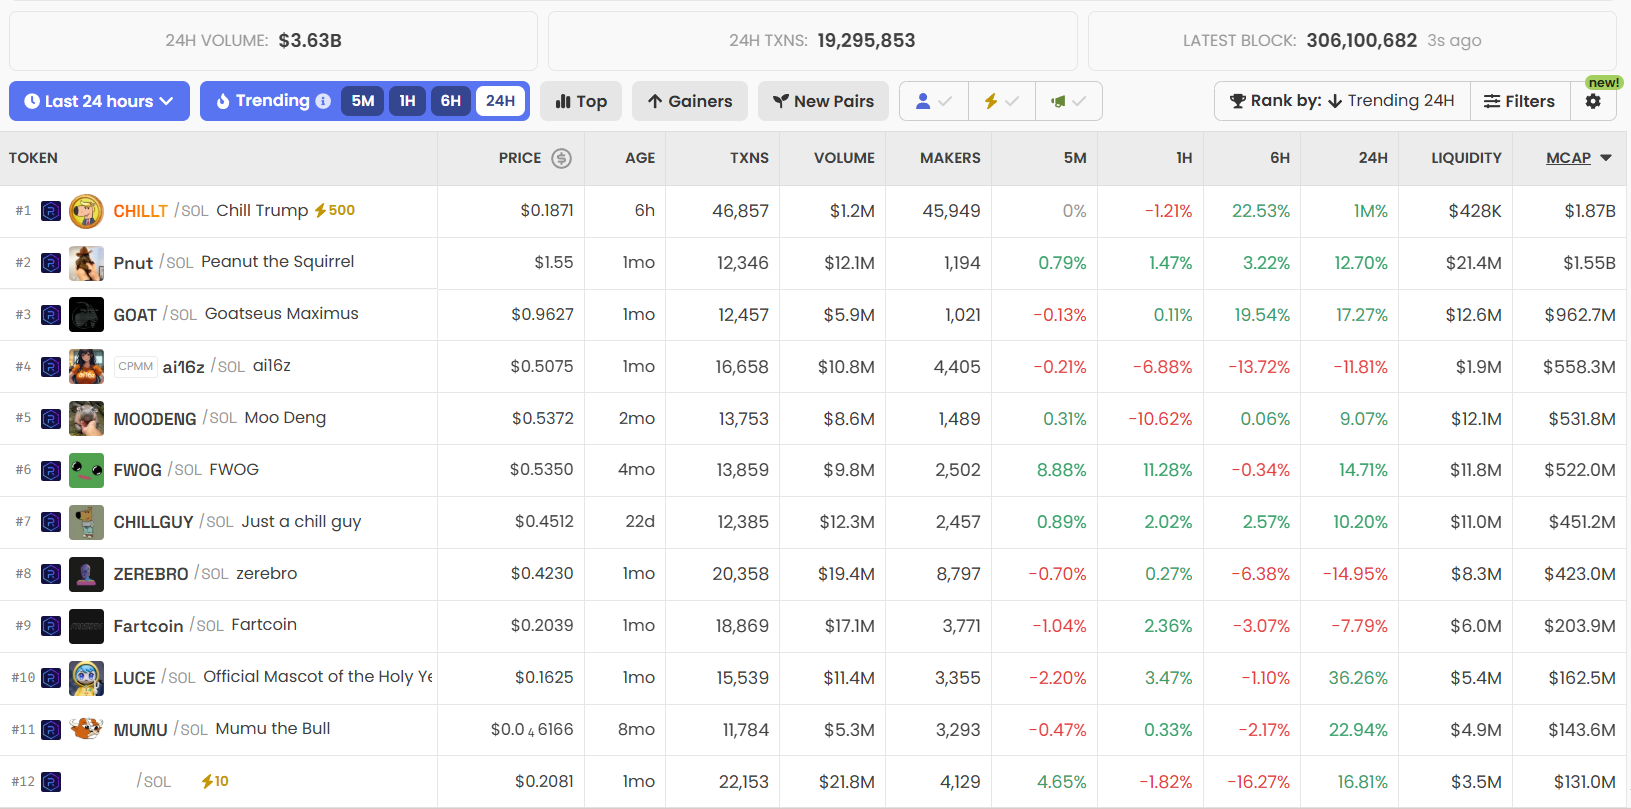 24H VOLUME: $3.63B
24H TXNS: 19,295,853
LATEST BLOCK: 306,100,682 3s ago
Last 24 hours Trending 5M 1H 6H 24H Top Gainers New Pairs Rank by: Trending 24H Filters new!
TOKEN PRICE AGE TXNS VOLUME MAKERS 5M 1H 6H 24H LIQUIDITY MCAP
#1 CHILLT /SOL Chill Trump 500 $0.1871 6h 46,857 $1.2M 45,949 0% -1.21% 22.53% 1M% $428K $1.87B
#2 Pnut /SOL Peanut the Squirrel $1.55 1mo 12,346 $12.1M 1,194 0.79% 1.47% 3.22% 12.70% $21.4M $1.55B
#3 GOAT /SOL Goatseus Maximus $0.9627 1mo 12,457 $5.9M 1,021 -0.13% 0.11% 19.54% 17.27% $12.6M $962.7M
#4 CPMM ai16z /SOL ai16z $0.5075 1mo 16,658 $10.8M 4,405 -0.21% -6.88% -13.72% -11.81% $1.9M $558.3M
#5 MOODENG /SOL Moo Deng $0.5372 2mo 13,753 $8.6M 1,489 0.31% -10.62% 0.06% 9.07% $12.1M $531.8M
#6 FWOG /SOL FWOG $0.5350 4mo 13,859 $9.8M 2,502 8.88% 11.28% -0.34% 14.71% $11.8M $522.0M
#7 CHILLGUY /SOL Just a chill guy $0.4512 22d 12,385 $12.3M 2,457 0.89% 2.02% 2.57% 10.20% $11.0M $451.2M
#8 ZEREBRO /SOL zerebro $0.4230 1mo 20,358 $19.4M 8,797 -0.70% 0.27% -6.38% -14.95% $8.3M $423.0M
#9 Fartcoin /SOL Fartcoin $0.2039 1mo 18,869 $17.1M 3,771 -1.04% 2.36% -3.07% -7.79% $6.0M $203.9M
#10 LUCE /SOL Official Mascot of the Holy Ye $0.1625 1mo 15,539 $11.4M 3,355 -2.20% 3.47% -1.10% 36.26% $5.4M $162.5M
#11 MUMU /SOL Mumu the Bull $0.0₄6166 8mo 11,784 $5.3M 3,293 -0.47% 0.33% -2.17% 22.94% $4.9M $143.6M
#12 /SOL 10 $0.2081 1mo 22,153 $21.8M 4,129 4.65% -1.82% -16.27% 16.81% $3.5M $131.0M